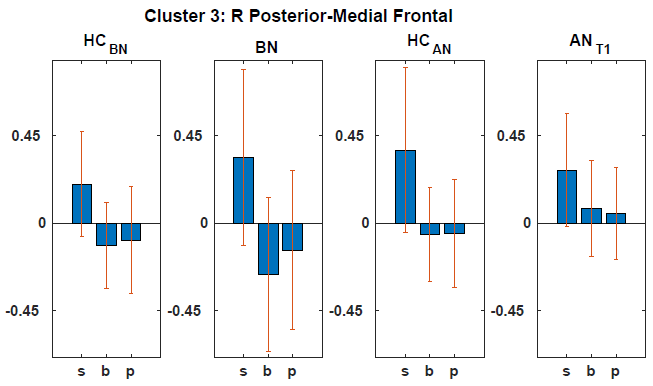 Cluster 3: R Posterior-Medial Frontal
HC BN
BN
HC AN
AN T1
0.45 0.45 0.45 0.45
0 0 0 0
-0.45 -0.45 -0.45 -0.45
s b p s b p s b p s b p